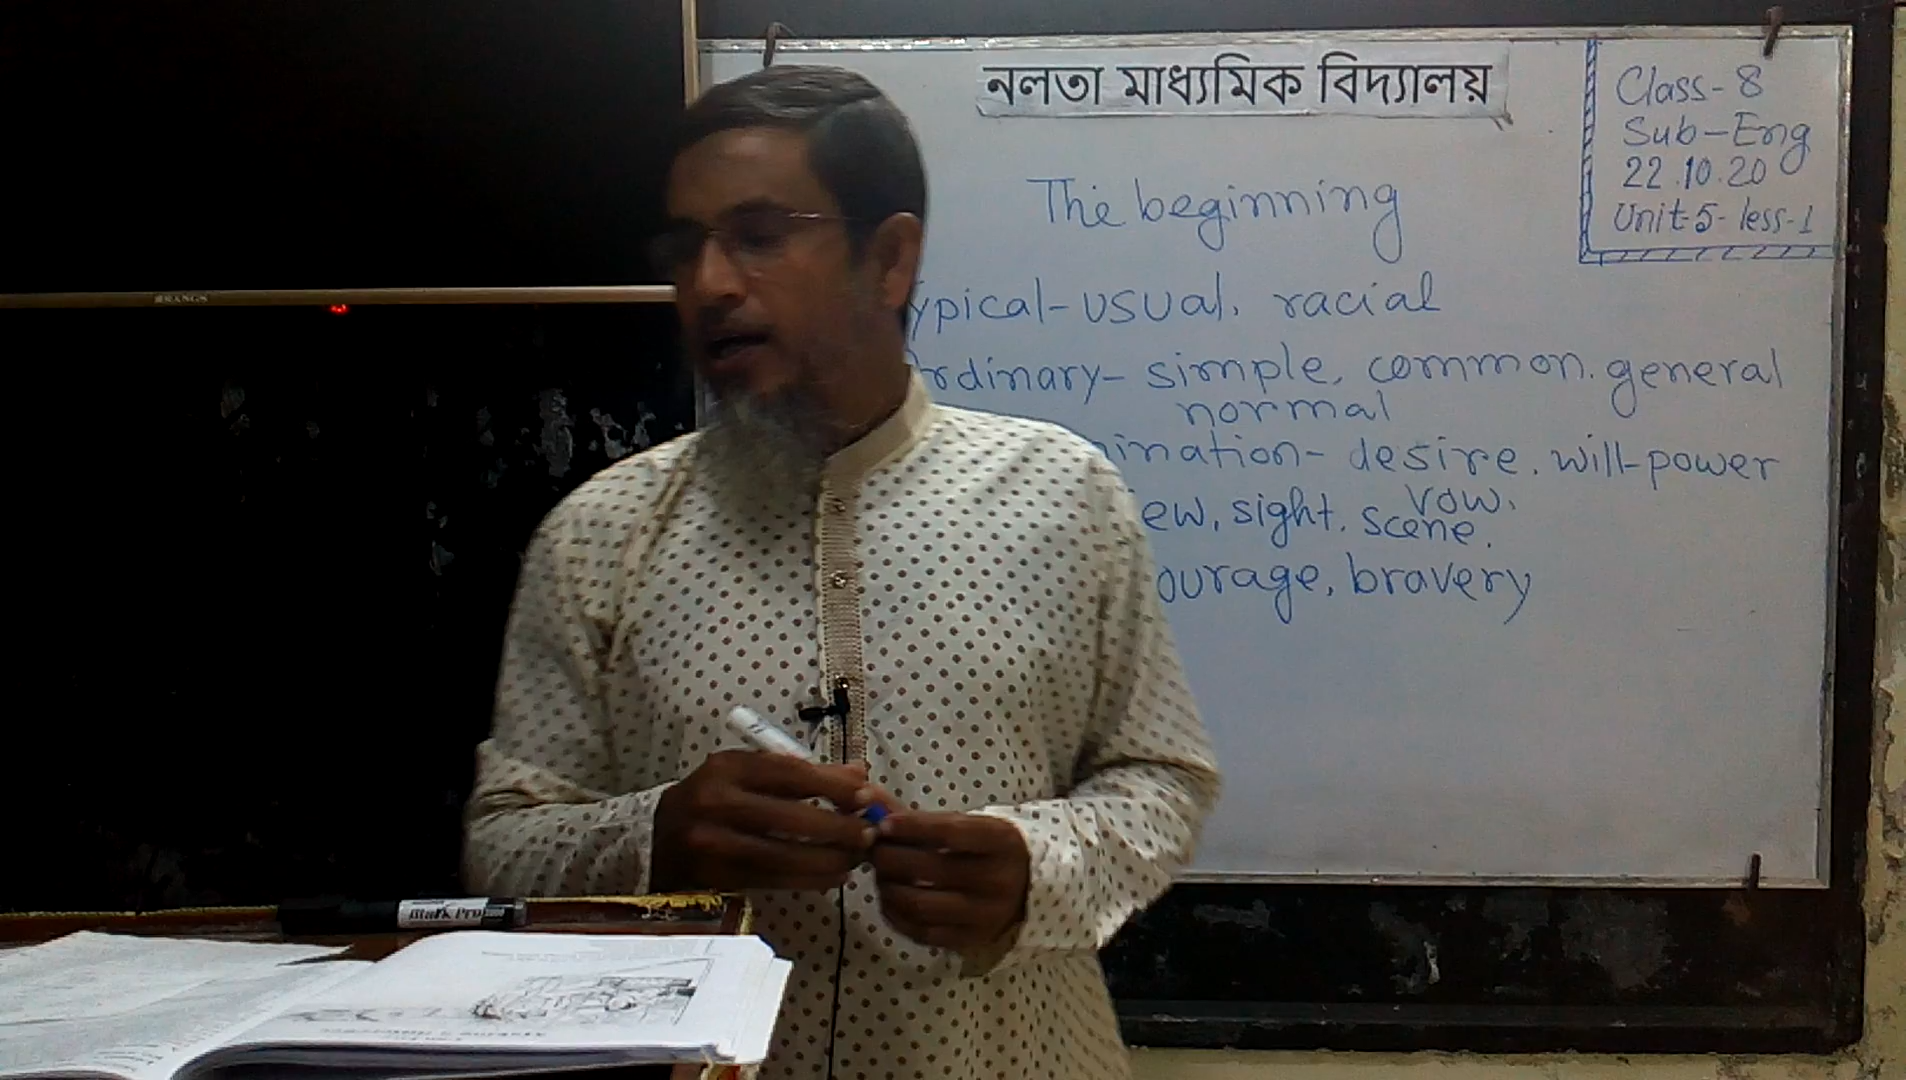 নলতা মাধ্যমিক বিদ্যালয়
Class-8
Sub-Eng
22.10.20
Unit-5-less-1
The beginning
ypical-usual, racial
rdinary-simple, common. general
normal
ination-desire. will-power
vow.
ew, sight. scene.
ourage, bravery
RANGS